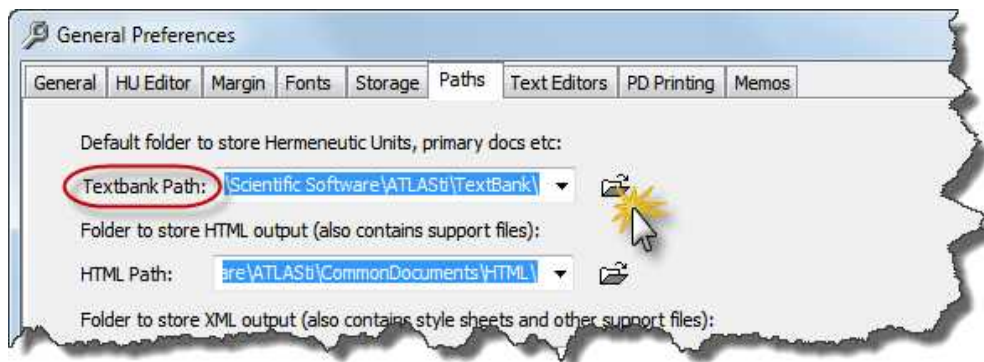 General Preferences
General HU Editor Margin Fonts Storage Paths Text Editors PD Printing Memos
Default folder to store Hermeneutic Units, primary docs etc:
Textbank Path: \Scientific Software\ATLASti\TextBank\
Folder to store HTML output (also contains support files):
HTML Path: are\ATLASti\CommonDocuments\HTML\
Folder to store XML output (also contains style sheets and other support files):